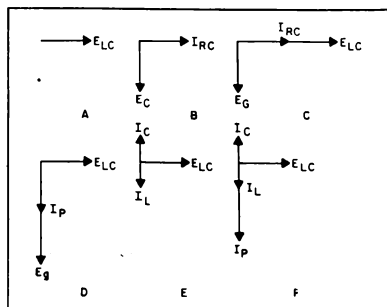 E_LC
I_RC
E_C
I_RC
E_LC
E_G
A
B
C
I_C
I_C
E_LC
I_P
E_g
E_LC
I_L
E_LC
I_L
I_P
D
E
F